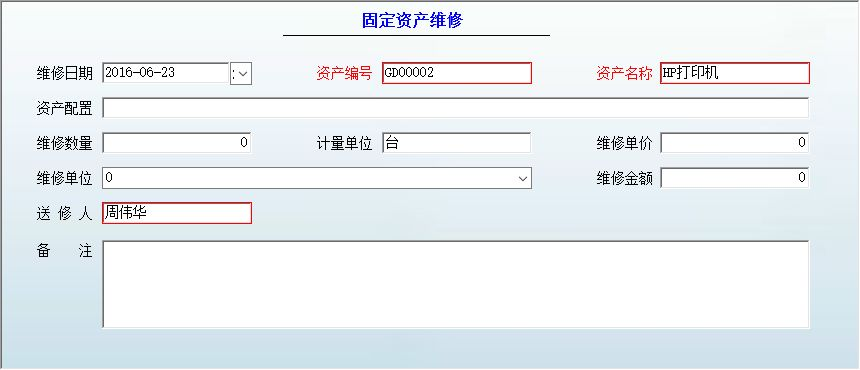 固定资产维修
维修日期 2016-06-23 资产编号 GD00002 资产名称 HP打印机
资产配置
维修数量 0 计量单位 台 维修单价 0
维修单位 0 维修金额 0
送 修 人 周伟华
备 注